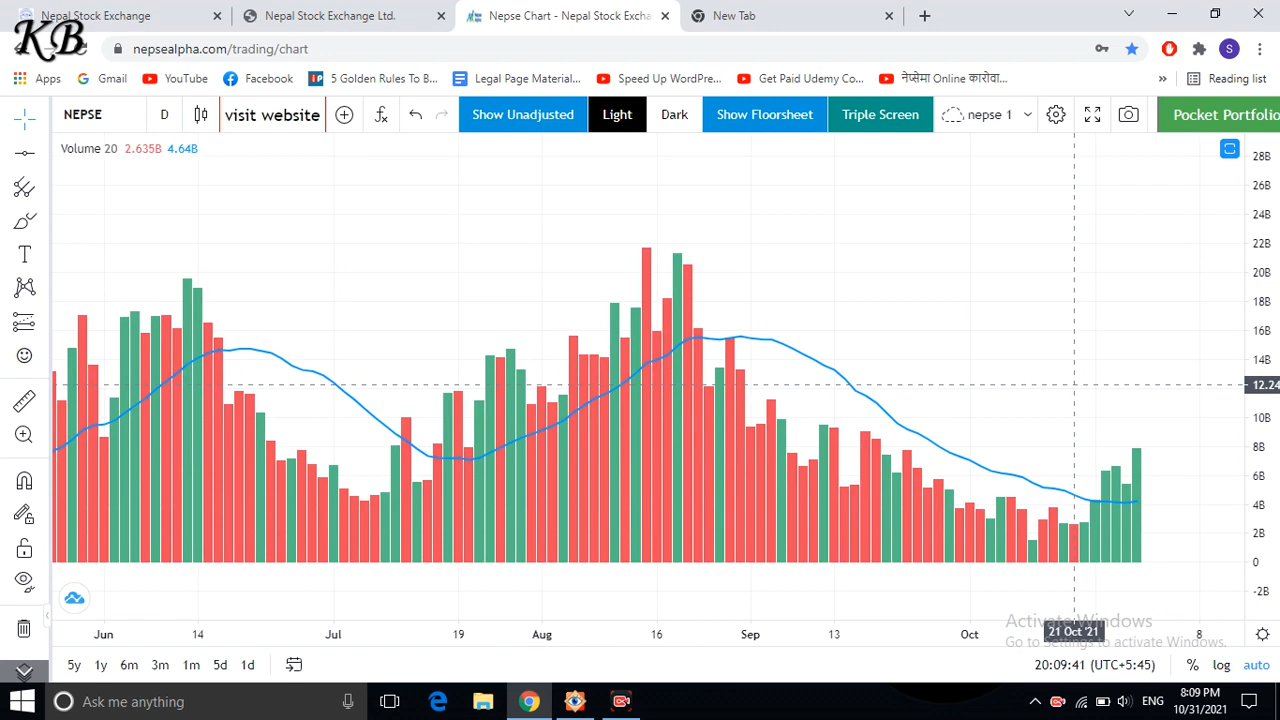 Nepal Stock Exchange
Nepal Stock Exchange Ltd.
Nepse Chart - Nepal Stock Excha
New Tab
KB
nepsealpha.com/trading/chart
S
Apps
Gmail
YouTube
Facebook
5 Golden Rules To B...
Legal Page Material...
Speed Up WordPre...
Get Paid Udemy Co...
नेप्सेमा Online कारोवा...
»
Reading list
NEPSE
D
visit website
Show Unadjusted
Light
Dark
Show Floorsheet
Triple Screen
nepse 1
Pocket Portfolio
Volume 20 2.635B 4.64B
28B
26B
24B
22B
20B
18B
16B
14B
12.24
10B
8B
6B
4B
2B
0
-2B
Activate Windows
Go to Settings to activate Windows.
Jun
14
Jul
19
Aug
16
Sep
13
Oct
21 Oct '21
8
5y 1y 6m 3m 1m 5d 1d
20:09:41 (UTC+5:45)
% log auto
Ask me anything
ENG
8:09 PM
10/31/2021